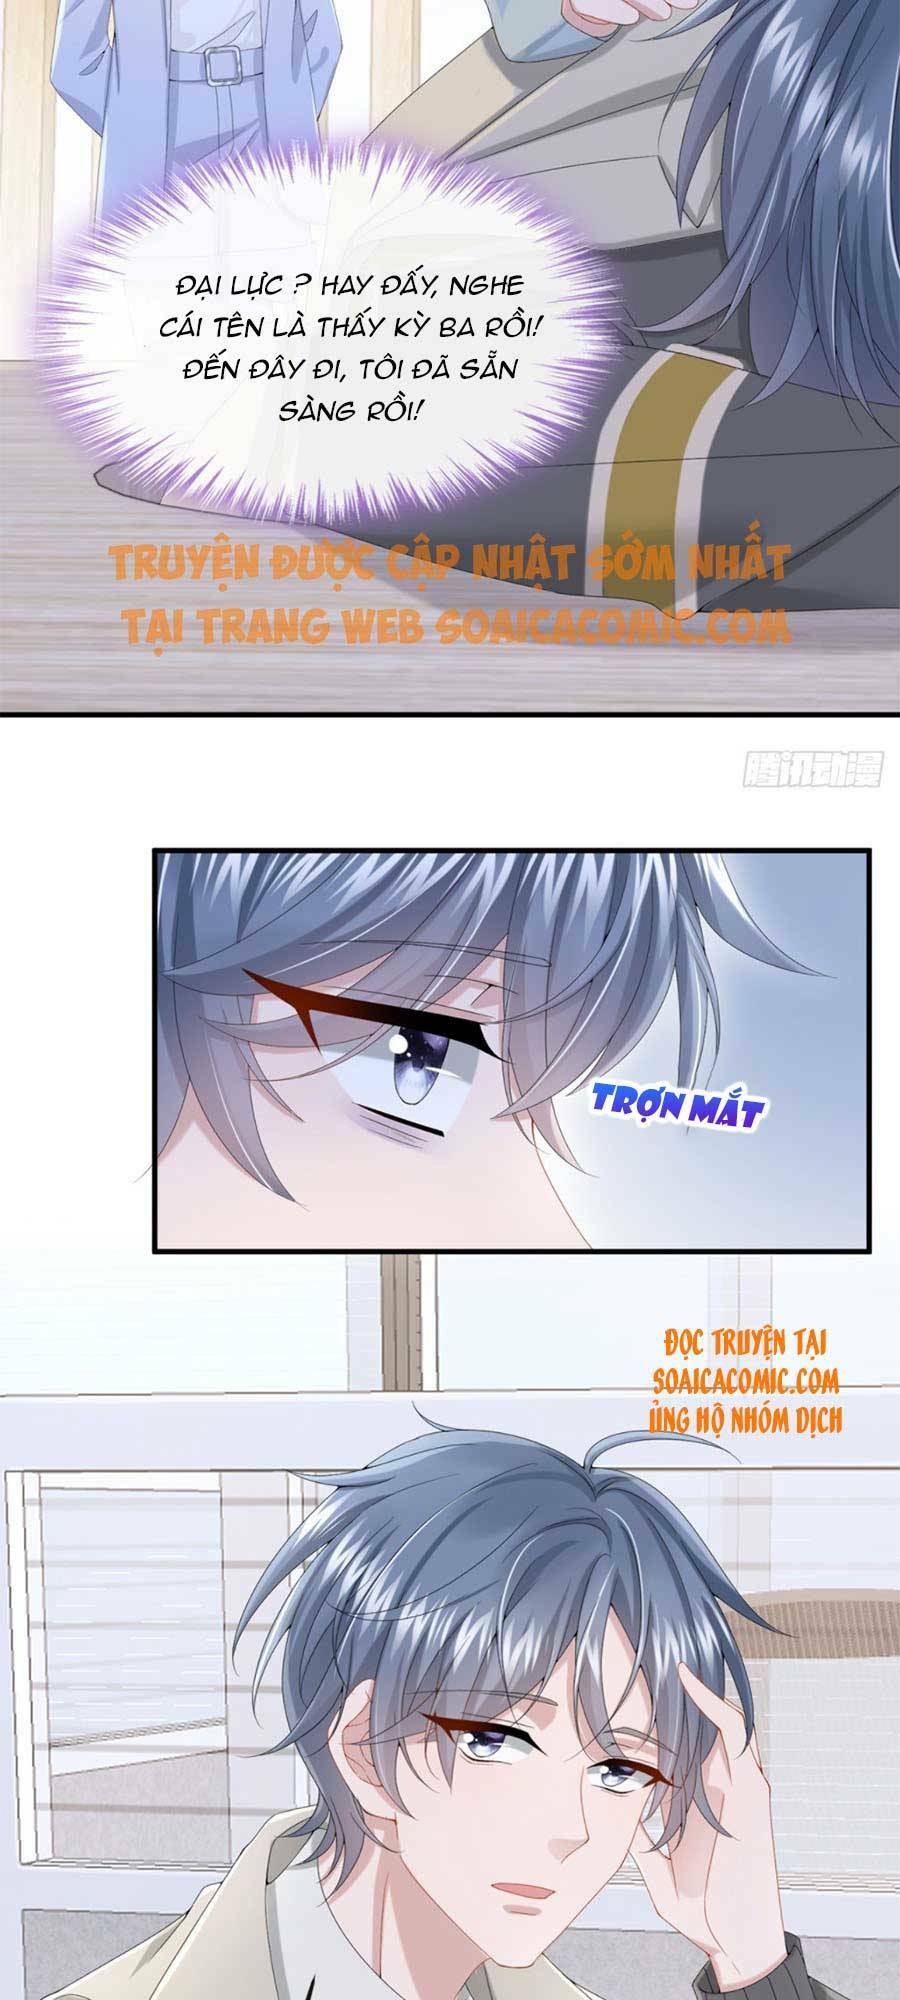 ĐẠI LỰC ? HAY ĐẤY, NGHE
CÁI TÊN LÀ THẤY KỲ BA RỒI!
ĐẾN ĐÂY ĐI, TÔI ĐÃ SẴN
SÀNG RỒI!
TRUYỆN ĐƯỢC CẬP NHẬT SỚM NHẤT
TẠI TRANG WEB SOAICACOMIC.COM
腾讯动漫
TRỢN MẮT
ĐỌC TRUYỆN TẠI
SOAICACOMIC.COM
ỦNG HỘ NHÓM DỊCH